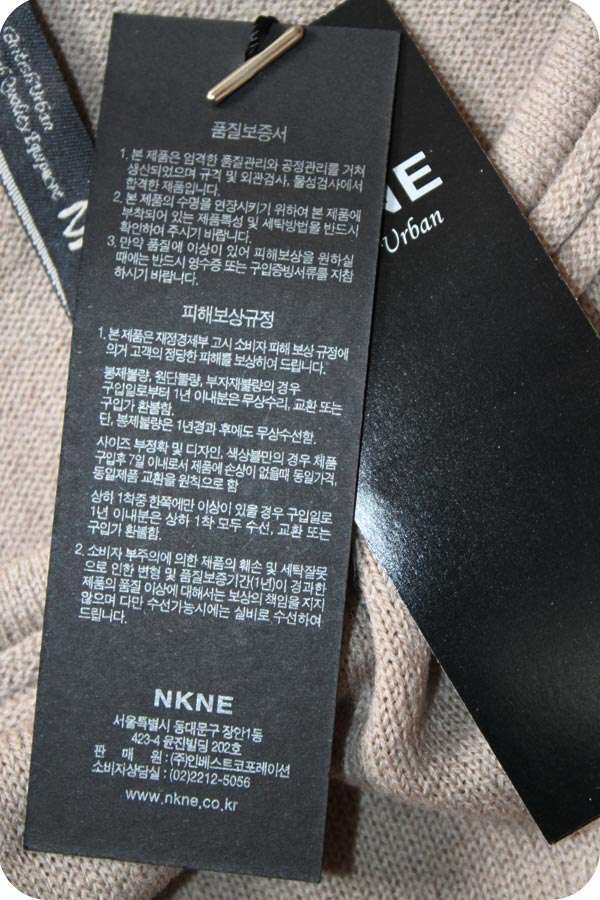 British Urban
Quality Equipment
N
NE
Urban
품질보증서
1. 본 제품은 엄격한 품질관리와 공정관리를 거쳐
생산되었으며 규격 및 외관검사, 물성검사에서
합격한 제품입니다.
2. 본 제품의 수명을 연장시키기 위하여 본 제품에
부착되어 있는 제품특성 및 세탁방법을 반드시
확인하여 주시기 바랍니다.
3. 만약 품질에 이상이 있어 피해보상을 원하실
때에는 반드시 영수증 또는 구입증빙서류를 지참
하시기 바랍니다.
피해보상규정
1. 본 제품은 재정경제부 고시 소비자 피해 보상 규정에
의거 고객의 정당한 피해를 보상하여 드립니다.
봉제불량, 원단불량, 부자재불량의 경우
구입일로부터 1년 이내분은 무상수리, 교환 또는
구입가 환불함.
단, 봉제불량은 1년경과 후에도 무상수선함.
사이즈 부정확 및 디자인, 색상불만의 경우 제품
구입후 7일 이내로서 제품에 손상이 없을때 동일가격,
동일제품 교환을 원칙으로 함
상하 1착중 한쪽에만 이상이 있을 경우 구입일로
1년 이내분은 상하 1착 모두 수선, 교환 또는
구입가 환불함.
2. 소비자 부주의에 의한 제품의 훼손 및 세탁잘못
으로 인한 변형 및 품질보증기간(1년)이 경과한
제품의 품질 이상에 대해서는 보상의 책임을 지지
않으며 다만 수선가능시에는 실비로 수선하여
드립니다.
NKNE
서울특별시 동대문구 장안1동
423-4 윤진빌딩 202호
판 매 원 : (주)인베스트코포레이션
소비자상담실 : (02)2212-5056
www.nkne.co.kr